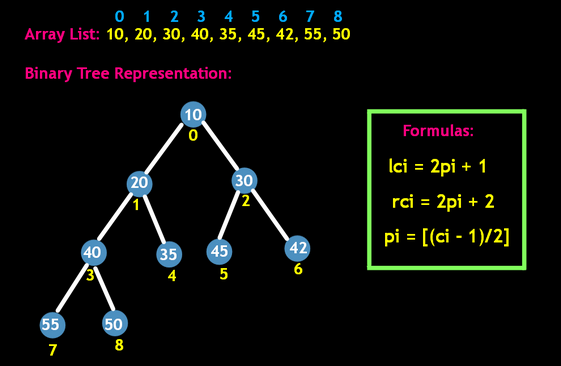 0 1 2 3 4 5 6 7 8
Array List: 10, 20, 30, 40, 35, 45, 42, 55, 50
Binary Tree Representation:
10
0
20
30
1
2
40
35
45
42
3
4
5
6
55
50
7
8
Formulas:
lci = 2pi + 1
rci = 2pi + 2
pi = [(ci - 1)/2]